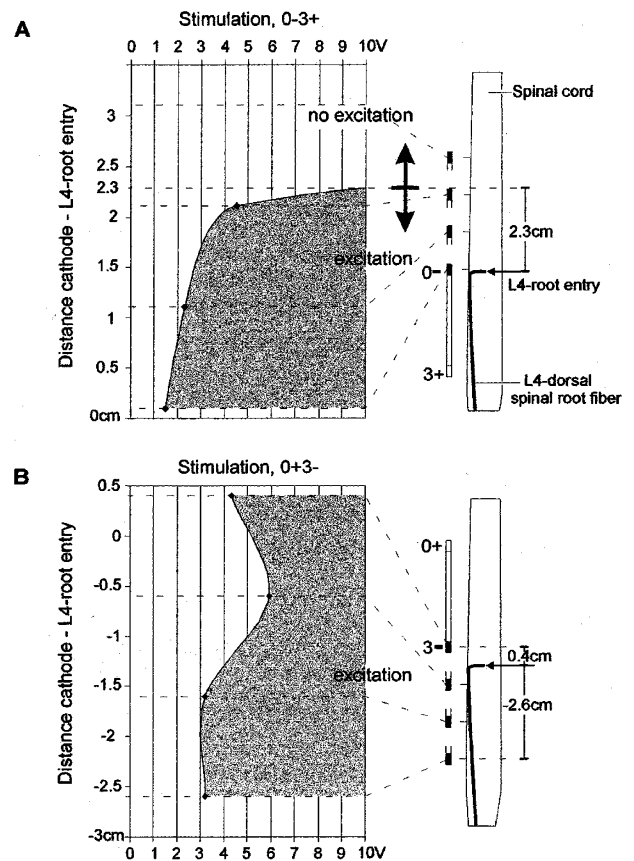 A
Stimulation, 0-3+
0 1 2 3 4 5 6 7 8 9 10V
Distance cathode - L4-root entry
3
2.5
2.3
2
1.5
1
0.5
0cm
no excitation
excitation
Spinal cord
2.3cm
0-
L4-root entry
3+
L4-dorsal
spinal root fiber
B
Stimulation, 0+3-
Distance cathode - L4-root entry
0.5
0
-0.5
-1
-1.5
-2
-2.5
-3cm
0 1 2 3 4 5 6 7 8 9 10V
excitation
0+
3-
0.4cm
-2.6cm